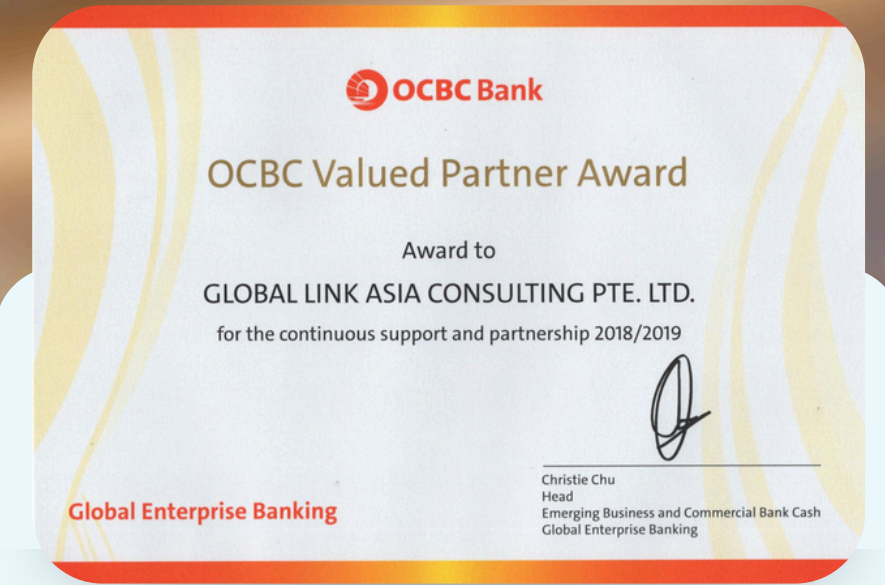 OCBC Bank
OCBC Valued Partner Award
Award to
GLOBAL LINK ASIA CONSULTING PTE. LTD.
for the continuous support and partnership 2018/2019
Christie Chu
Head
Emerging Business and Commercial Bank Cash
Global Enterprise Banking
Global Enterprise Banking